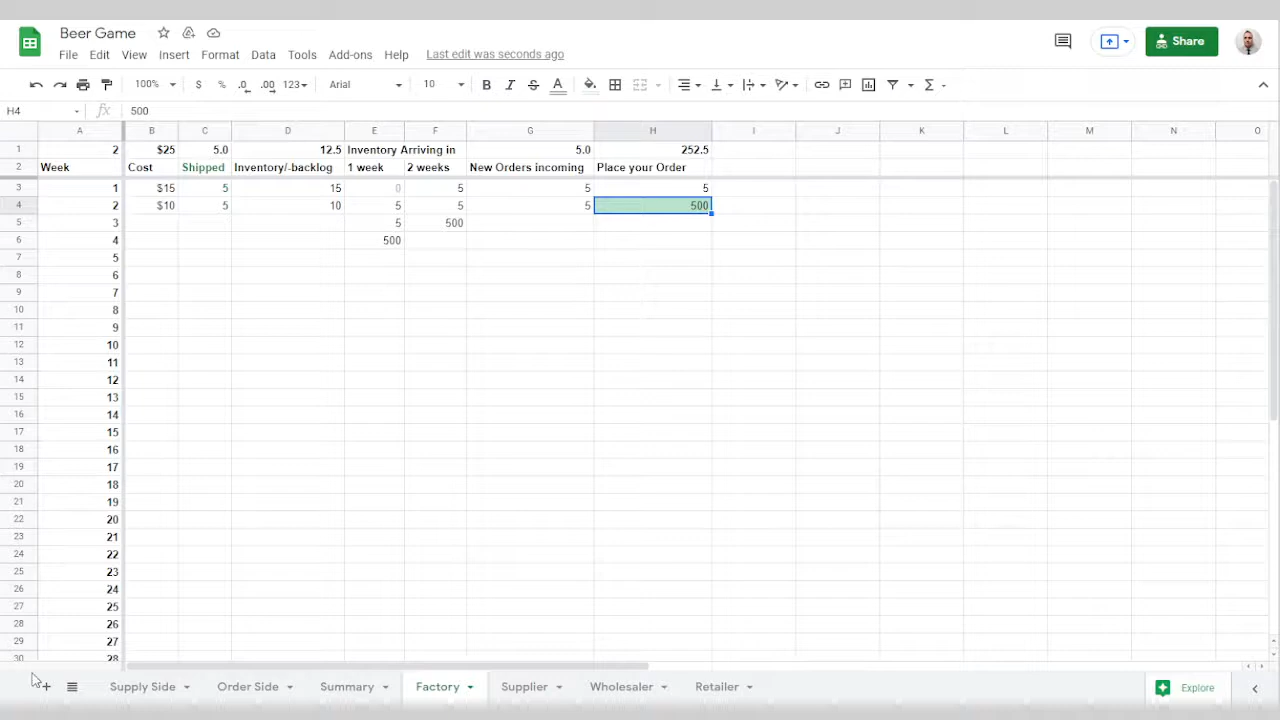 Beer Game
File Edit View Insert Format Data Tools Add-ons Help Last edit was seconds ago
Share
100% $ % .0 .00 123 Arial 10 B I S A Σ
H4 fx 500
A B C D E F G H I J K L M N O
1 2 $25 5.0 12.5 Inventory Arriving in 5.0 252.5
2 Week Cost Shipped Inventory/-backlog 1 week 2 weeks New Orders incoming Place your Order
3 1 $15 5 15 0 5 5 5
4 2 $10 5 10 5 5 5 500
5 3 5 500
6 4 500
7 5
8 6
9 7
10 8
11 9
12 10
13 11
14 12
15 13
16 14
17 15
18 16
19 17
20 18
21 19
22 20
23 21
24 22
25 23
26 24
27 25
28 26
29 27
30 28
Supply Side Order Side Summary Factory Supplier Wholesaler Retailer Explore